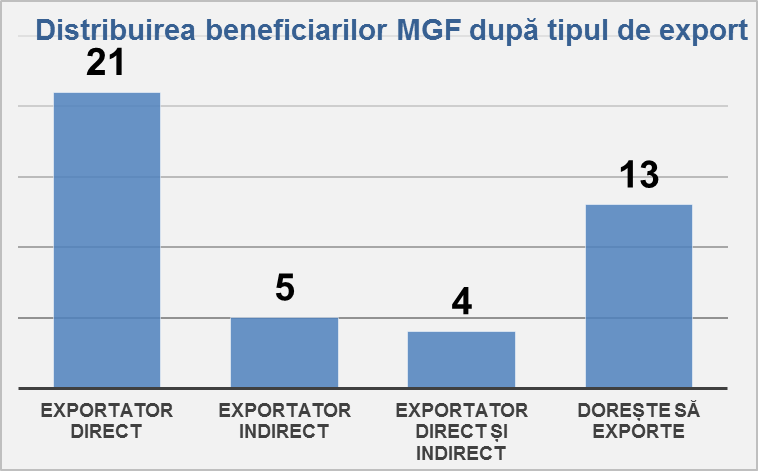 Distribuirea beneficiarilor MGF după tipul de export
21
5
4
13
EXPORTATOR
DIRECT
EXPORTATOR
INDIRECT
EXPORTATOR
DIRECT ȘI
INDIRECT
DOREȘTE SĂ
EXPORTE